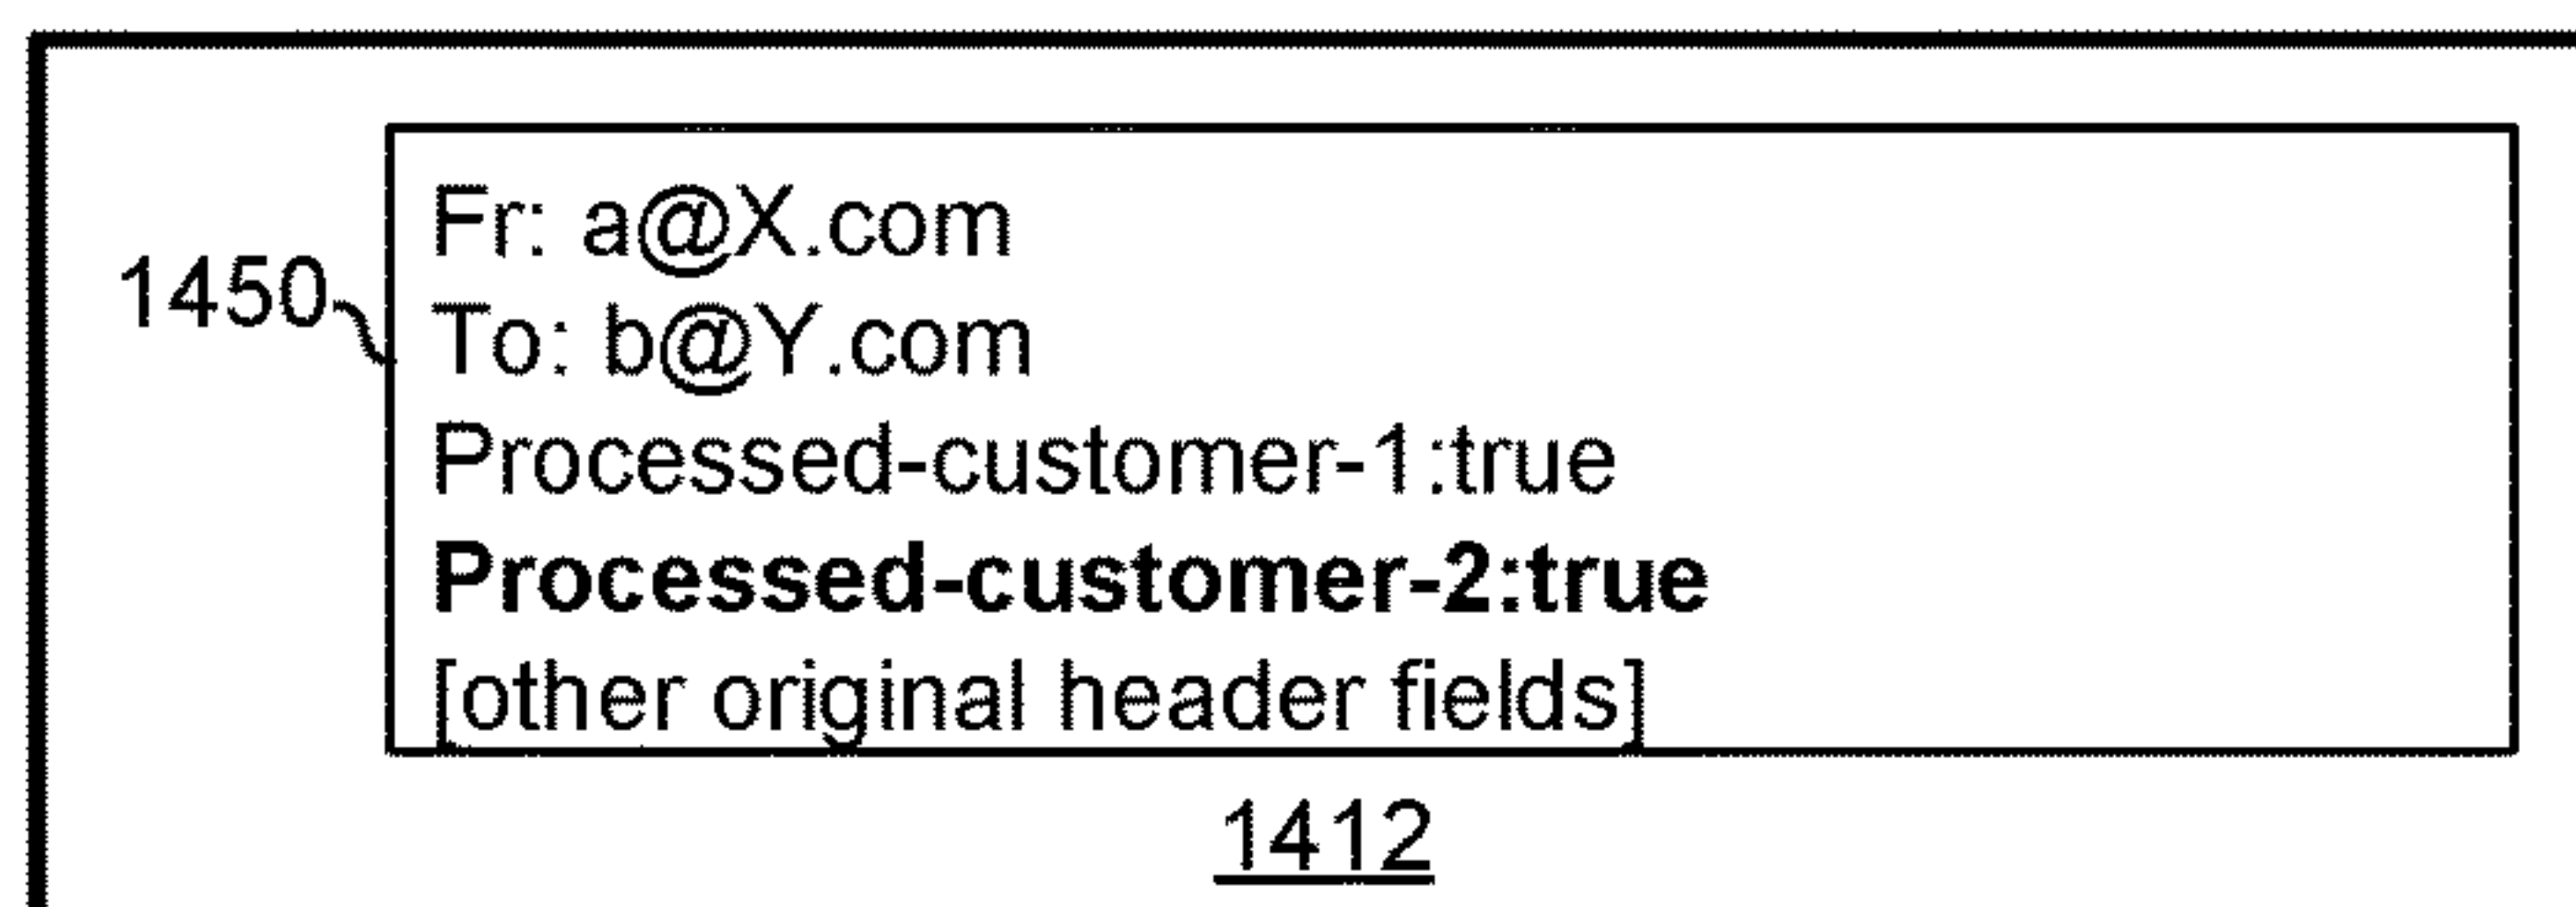 Fr: a@X.com
1450
To: b@Y.com
Processed-customer-1:true
Processed-customer-2:true
[other original header fields]
1412